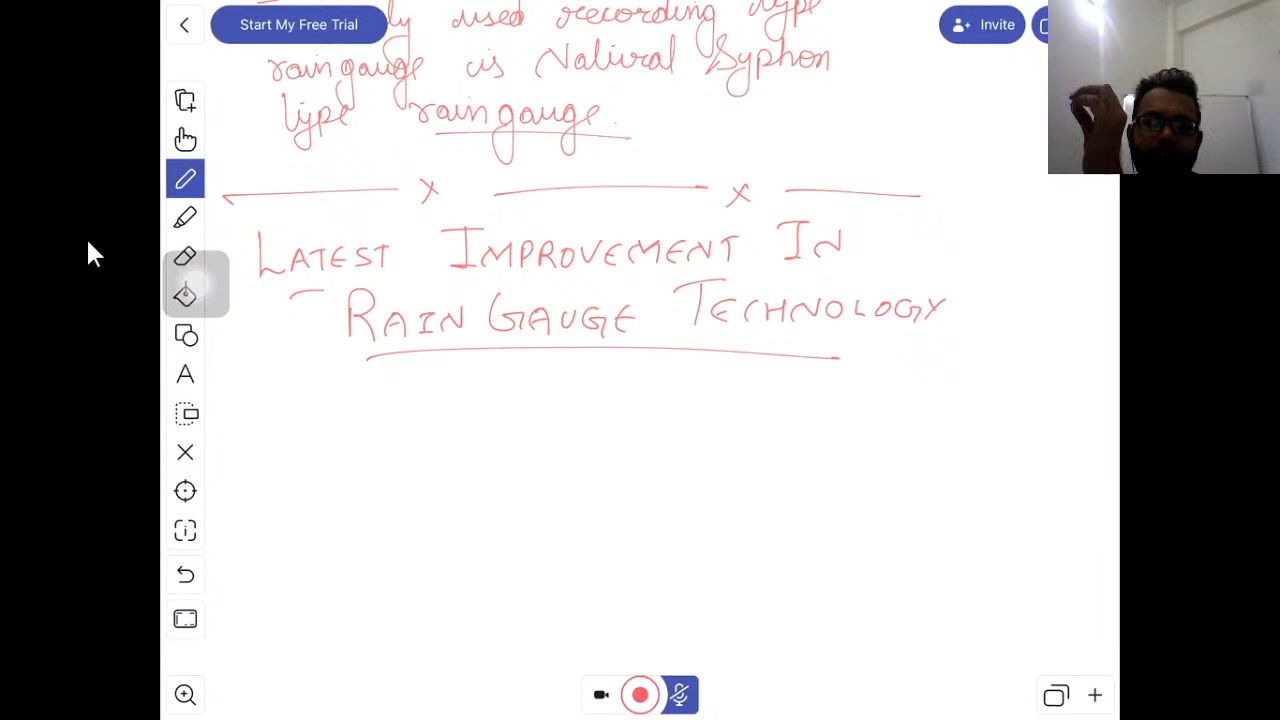 Start My Free Trial
Invite
used recording type
raingauge is Natural Syphon
type raingauge.
LATEST IMPROVEMENT IN
RAIN GAUGE TECHNOLOGY